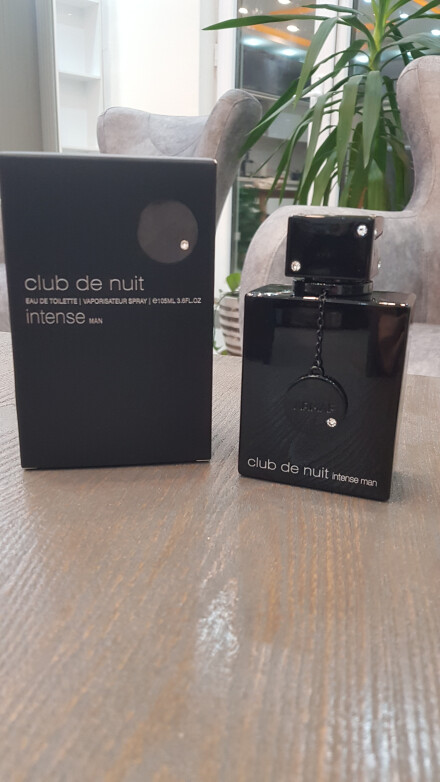 club de nuit
EAU DE TOILETTE | VAPORISATEUR SPRAY | ℮105ML 3.6FL.OZ
intense MAN
ARMAF
club de nuit intense man